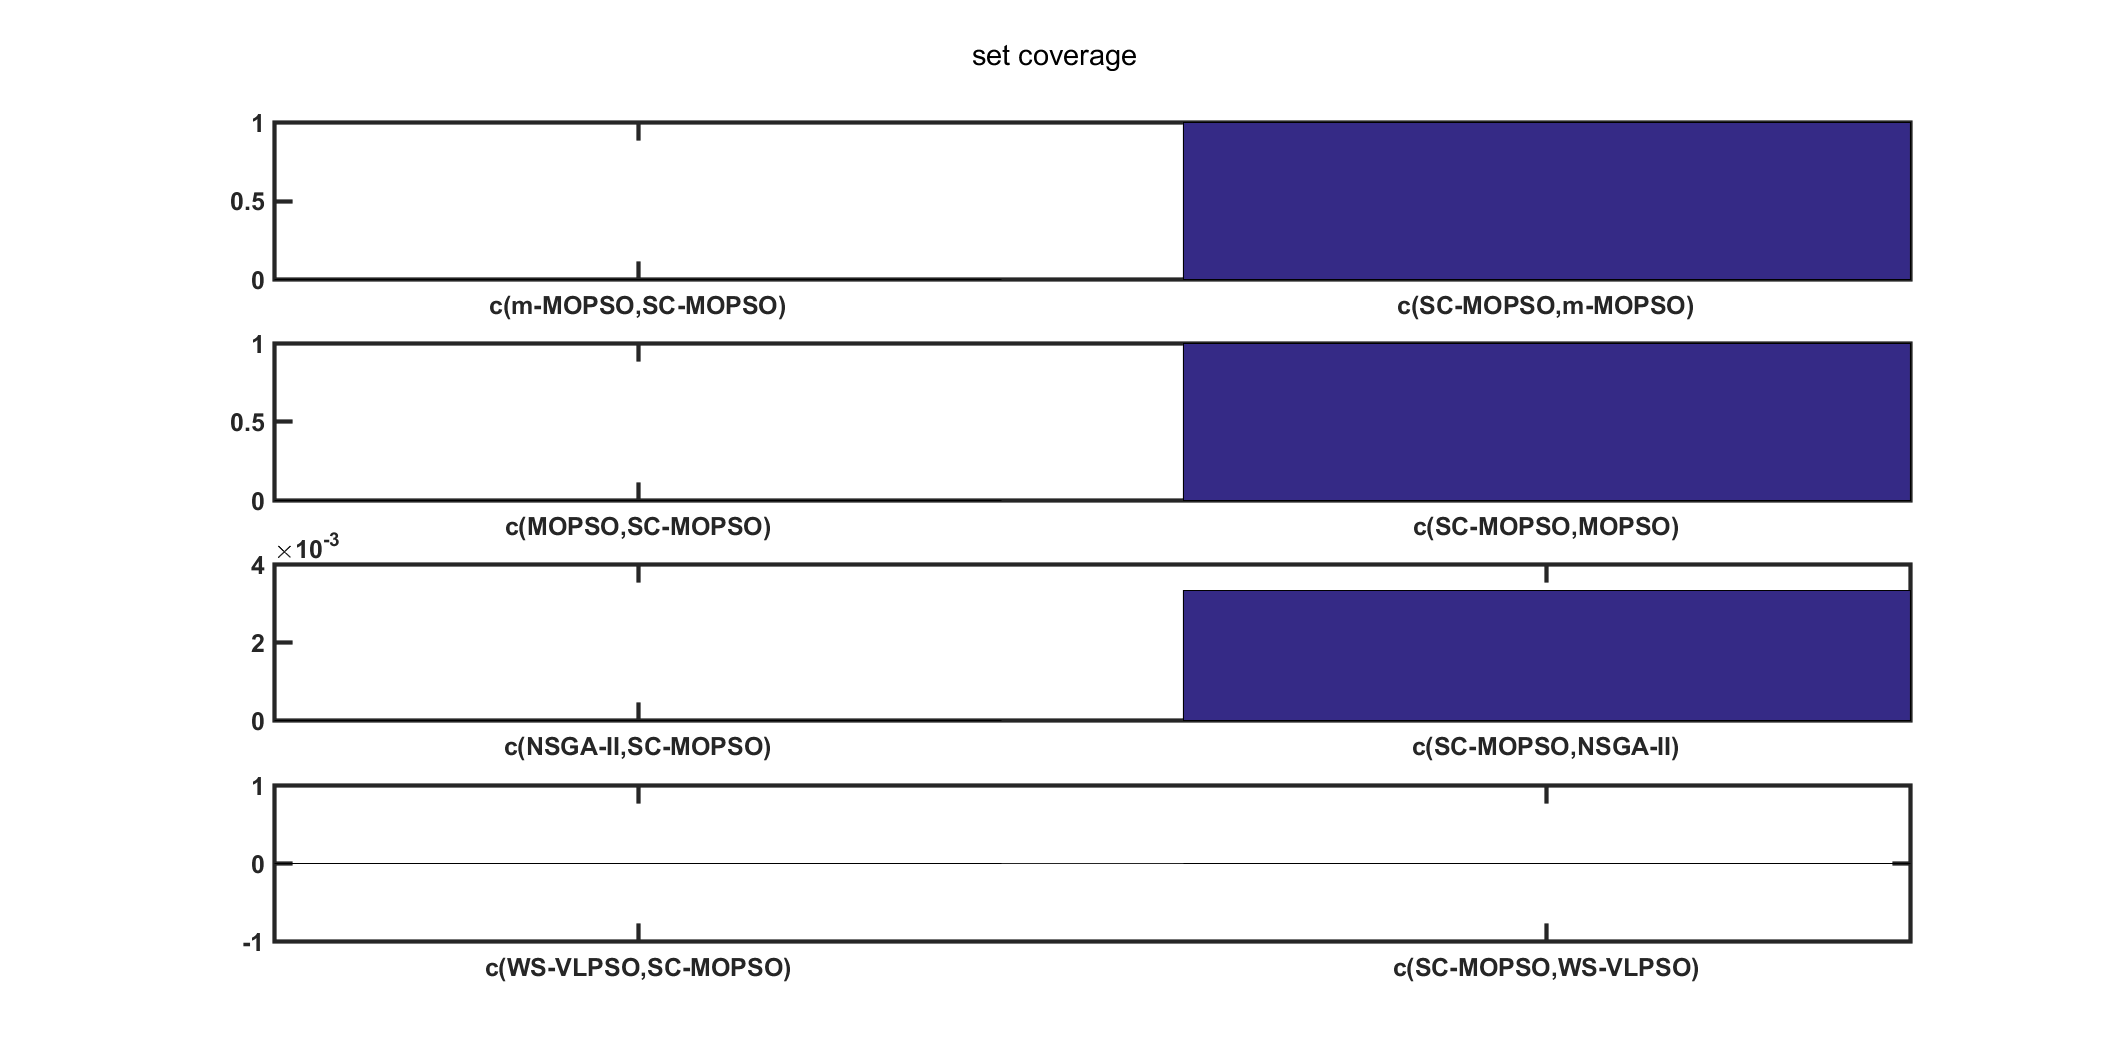 set coverage
1
0.5
0
c(m-MOPSO,SC-MOPSO) c(SC-MOPSO,m-MOPSO)
1
0.5
0
c(MOPSO,SC-MOPSO) c(SC-MOPSO,MOPSO)
×10-3
4
2
0
c(NSGA-II,SC-MOPSO) c(SC-MOPSO,NSGA-II)
1
0
-1
c(WS-VLPSO,SC-MOPSO) c(SC-MOPSO,WS-VLPSO)